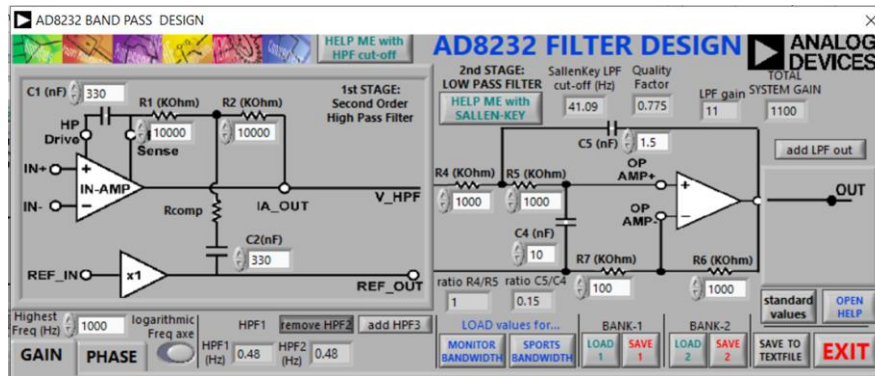 AD8232 BAND PASS DESIGN
HELP ME with
HPF cut-off
AD8232 FILTER DESIGN
ANALOG
DEVICES
C1 (nF)
330
R1 (KOhm)
10000
R2 (KOhm)
10000
1st STAGE:
Second Order
High Pass Filter
HP
Drive
Sense
IN+
IN-
IN-AMP
+
−
Rcomp
IA_OUT
V_HPF
C2(nF)
330
REF_IN
x1
REF_OUT
2nd STAGE:
LOW PASS FILTER
HELP ME with
SALLEN-KEY
SallenKey LPF
cut-off (Hz)
41.09
Quality
Factor
0.775
LPF gain
11
TOTAL
SYSTEM GAIN
1100
C5 (nF)
1.5
add LPF out
R4 (KOhm)
1000
R5 (KOhm)
1000
OP
AMP+
OP
AMP-
+
−
OUT
C4 (nF)
10
R7 (KOhm)
100
R6 (KOhm)
1000
ratio R4/R5
1
ratio C5/C4
0.15
standard
values
OPEN
HELP
Highest
Freq (Hz)
1000
logarithmic
Freq axe
HPF1
remove HPF2
add HPF3
GAIN
PHASE
HPF1
(Hz)
0.48
HPF2
(Hz)
0.48
LOAD values for...
MONITOR
BANDWIDTH
SPORTS
BANDWIDTH
BANK-1
LOAD
1
SAVE
1
BANK-2
LOAD
2
SAVE
2
SAVE TO
TEXTFILE
EXIT